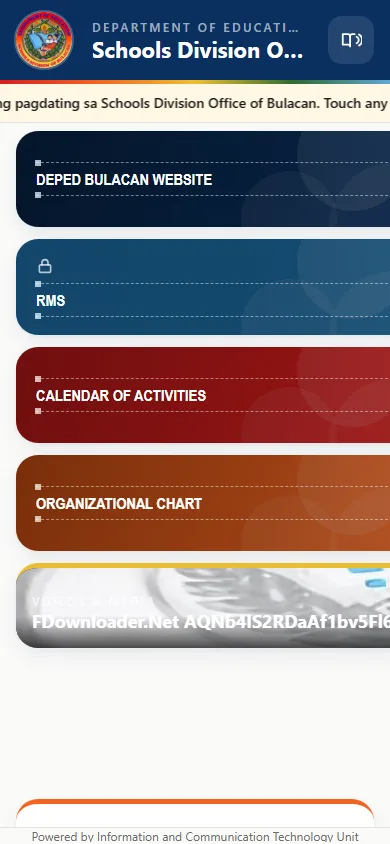 DEPARTMENT OF EDUCATI...
Schools Division O...
ng pagdating sa Schools Division Office of Bulacan. Touch any
DEPED BULACAN WEBSITE
RMS
CALENDAR OF ACTIVITIES
ORGANIZATIONAL CHART
FDownloader.Net AQNb4IS2RDaAf1bv5Fl6
Powered by Information and Communication Technology Unit